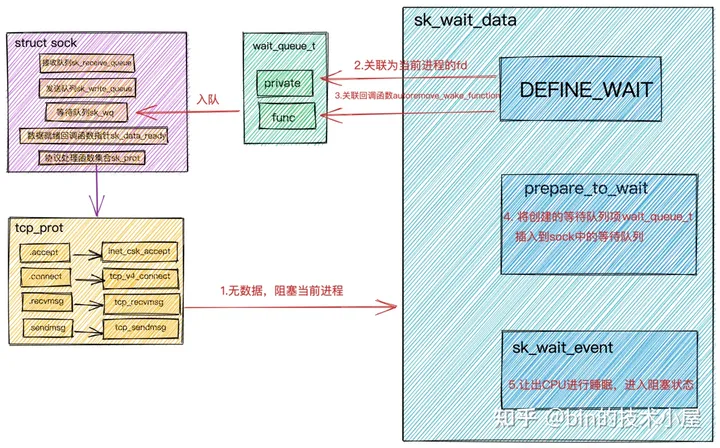 struct sock
接收队列sk_receive_queue
发送队列sk_write_queue
等待队列sk_wq
数据就绪回调函数指针sk_data_ready
协议处理函数集合sk_prot
tcp_prot
.accept
inet_csk_accept
.connect
tcp_v4_connect
.recvmsg
tcp_recvmsg
.sendmsg
tcp_sendmsg
入队
wait_queue_t
private
func
2.关联为当前进程的fd
3.关联回调函数autoremove_wake_function
1.无数据，阻塞当前进程
sk_wait_data
DEFINE_WAIT
prepare_to_wait
4. 将创建的等待队列项wait_queue_t
插入到sock中的等待队列
sk_wait_event
5.让出CPU进行睡眠，进入阻塞状态
知乎 @bin的技术小屋